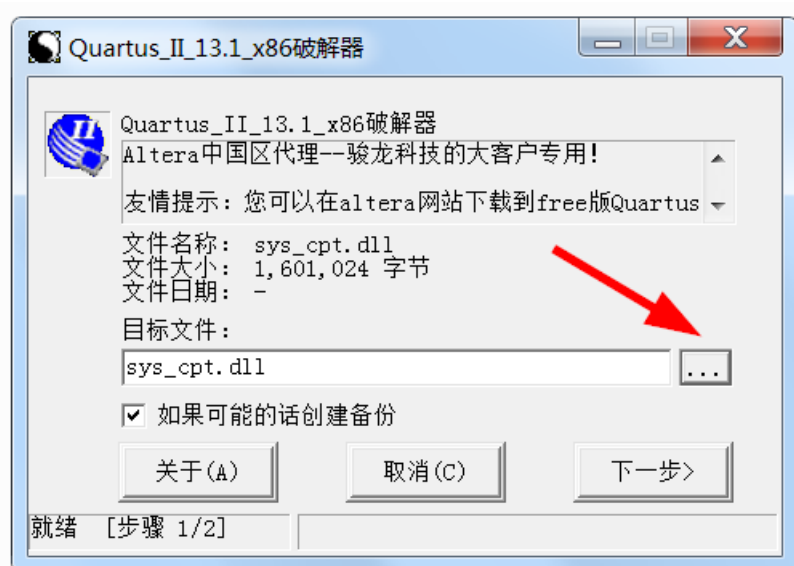 Quartus_II_13.1_x86破解器
Quartus_II_13.1_x86破解器
Altera中国区代理--骏龙科技的大客户专用!
友情提示: 您可以在altera网站下载到free版Quartus
文件名称: sys_cpt.dll
文件大小: 1,601,024 字节
文件日期: -
目标文件:
sys_cpt.dll
...
如果可能的话创建备份
关于(A) 取消(C) 下一步>
就绪 [步骤 1/2]